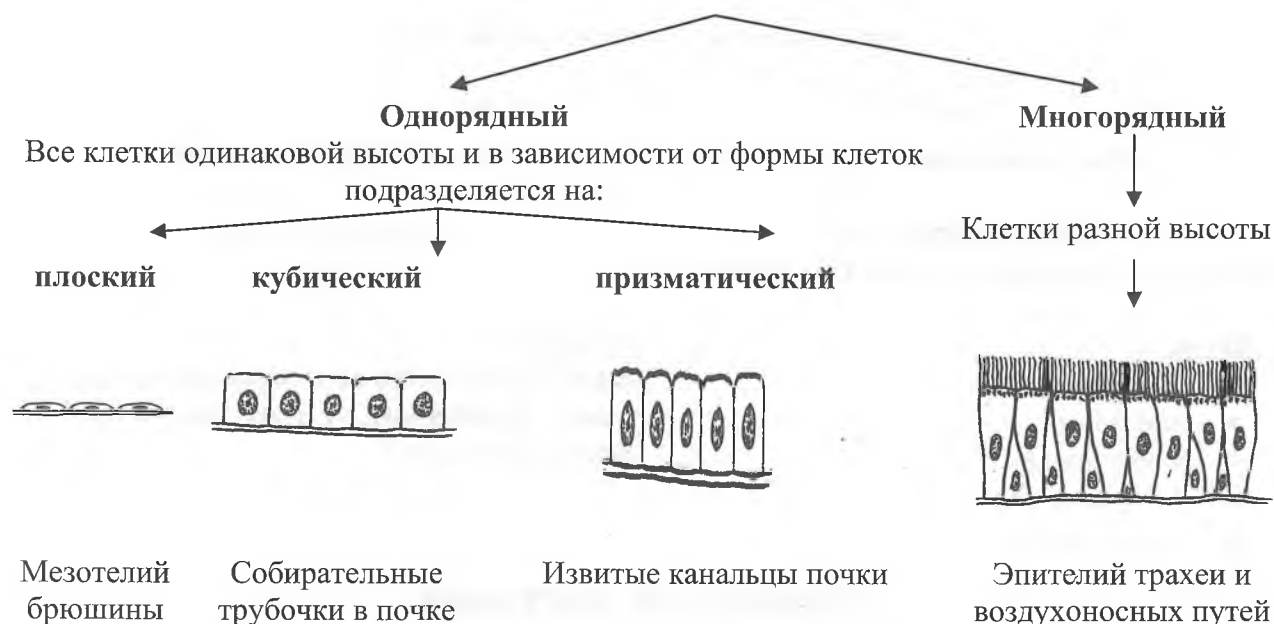 Однорядный
Многорядный
Все клетки одинаковой высоты и в зависимости от формы клеток
подразделяется на:
Клетки разной высоты
плоский
кубический
призматический
Мезотелий
брюшины
Собирательные
трубочки в почке
Извитые канальцы почки
Эпителий трахеи и
воздухоносных путей